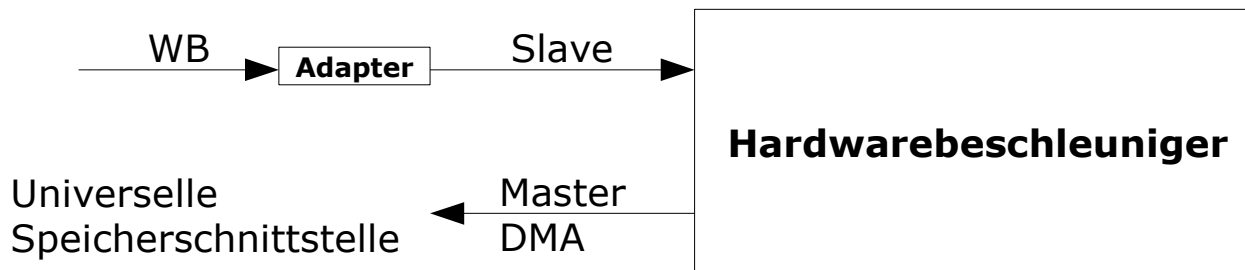 WB
Adapter
Slave
Hardwarebeschleuniger
Universelle
Speicherschnittstelle
Master
DMA